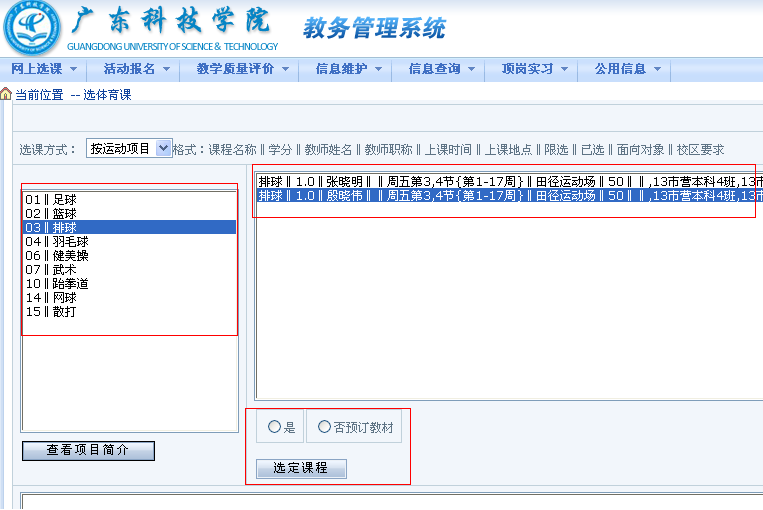 广东科技学院
GUANGDONG UNIVERSITY OF SCIENCE & TECHNOLOGY
教务管理系统
网上选课 活动报名 教学质量评价 信息维护 信息查询 顶岗实习 公用信息
当前位置 -- 选体育课
选课方式： 按运动项目 格式：课程名称‖学分‖教师姓名‖教师职称‖上课时间‖上课地点‖限选‖已选‖面向对象‖校区要求
01‖足球
02‖篮球
03‖排球
04‖羽毛球
06‖健美操
07‖武术
10‖跆拳道
14‖网球
15‖散打
排球‖1.0‖张晓明‖‖周五第3,4节{第1-17周}‖田径运动场‖50‖‖,13市营本科4班,13市
排球‖1.0‖殷晓伟‖‖周五第3,4节{第1-17周}‖田径运动场‖50‖‖,13市营本科4班,13市
是 否预订教材
查看项目简介
选定课程